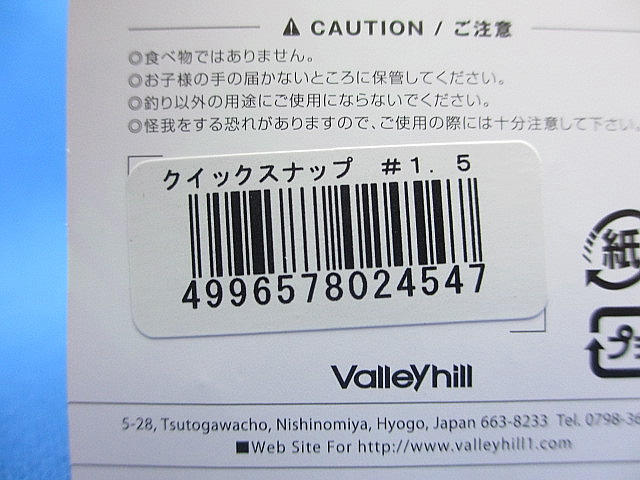 CAUTION / ご注意
◎食べ物ではありません。
◎お子様の手の届かないところに保管してください。
◎釣り以外の用途にご使用にならないでください。
◎怪我をする恐れがありますので、ご使用の際には十分注意して下さい。
クイックスナップ #1.5
4996578024547
紙
プラ
Valleyhill
5-28, Tsutogawacho, Nishinomiya, Hyogo, Japan 663-8233 Tel. 0798-36
■Web Site For http://www.valleyhill1.com